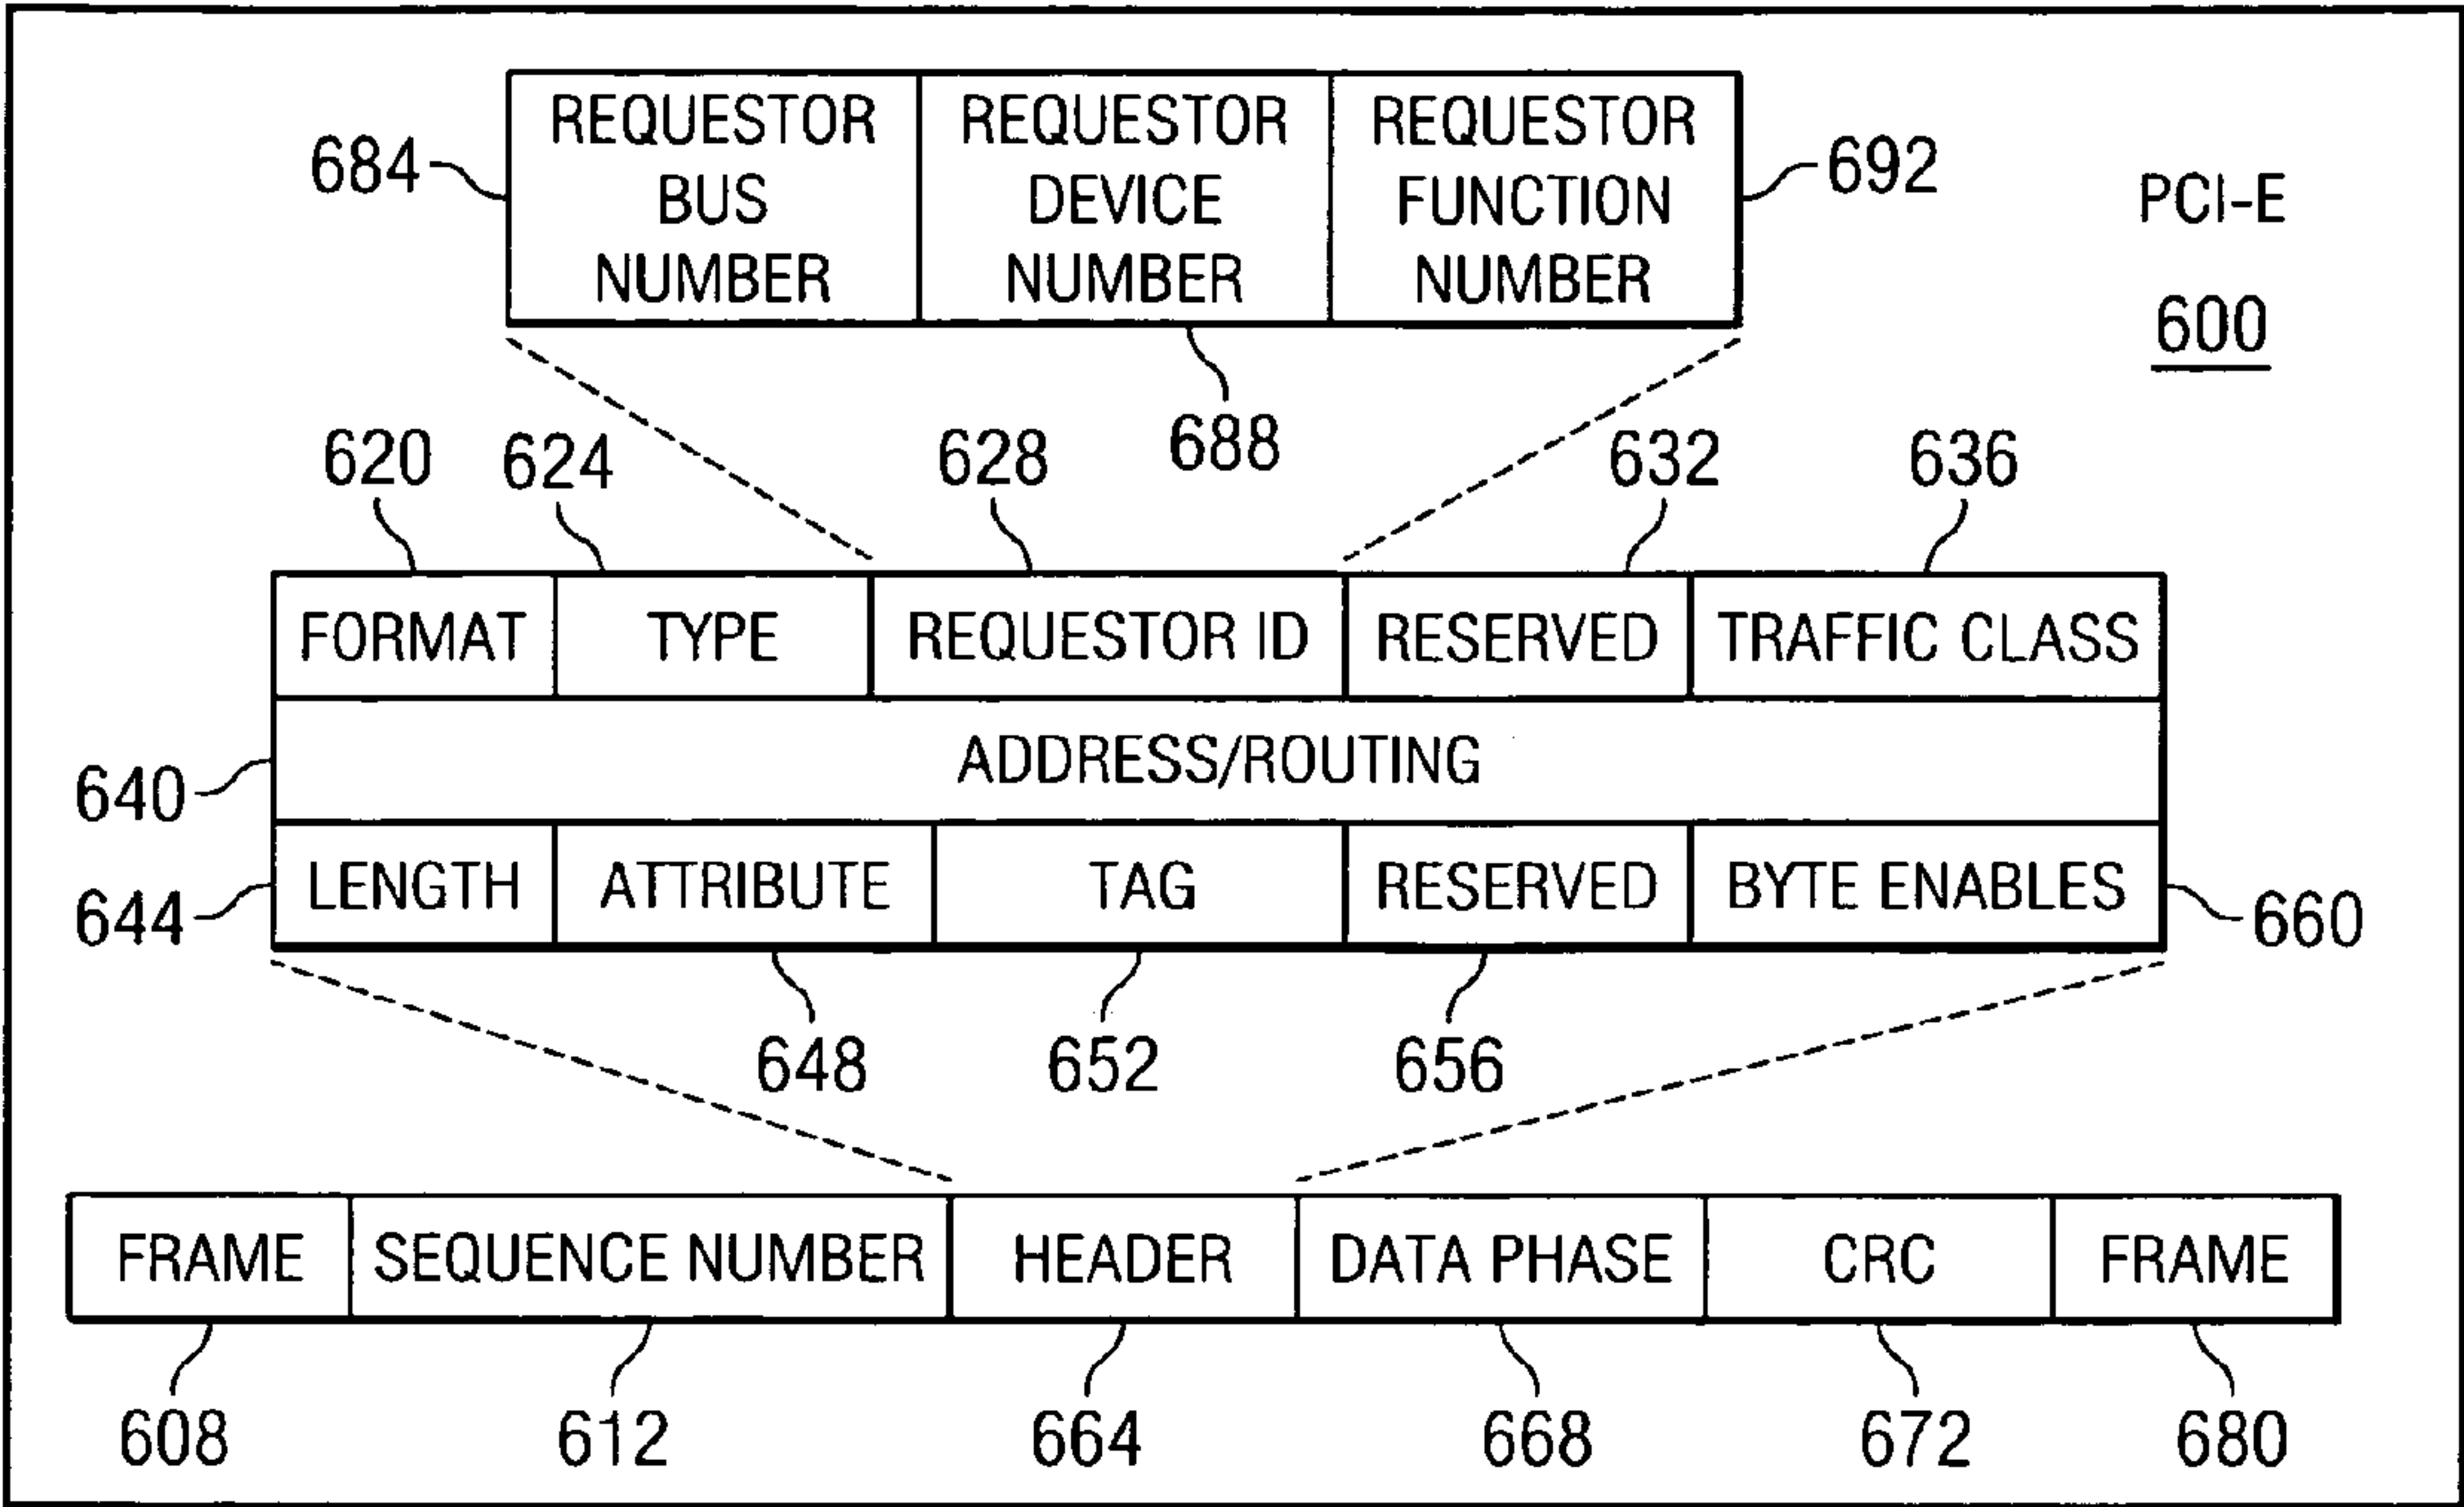 REQUESTOR BUS NUMBER
REQUESTOR DEVICE NUMBER
REQUESTOR FUNCTION NUMBER
684
692
PCI-E
600
688
620 624 628 632 636
FORMAT TYPE REQUESTOR ID RESERVED TRAFFIC CLASS
ADDRESS/ROUTING
640
LENGTH ATTRIBUTE TAG RESERVED BYTE ENABLES
644
660
648 652 656
FRAME SEQUENCE NUMBER HEADER DATA PHASE CRC FRAME
608 612 664 668 672 680